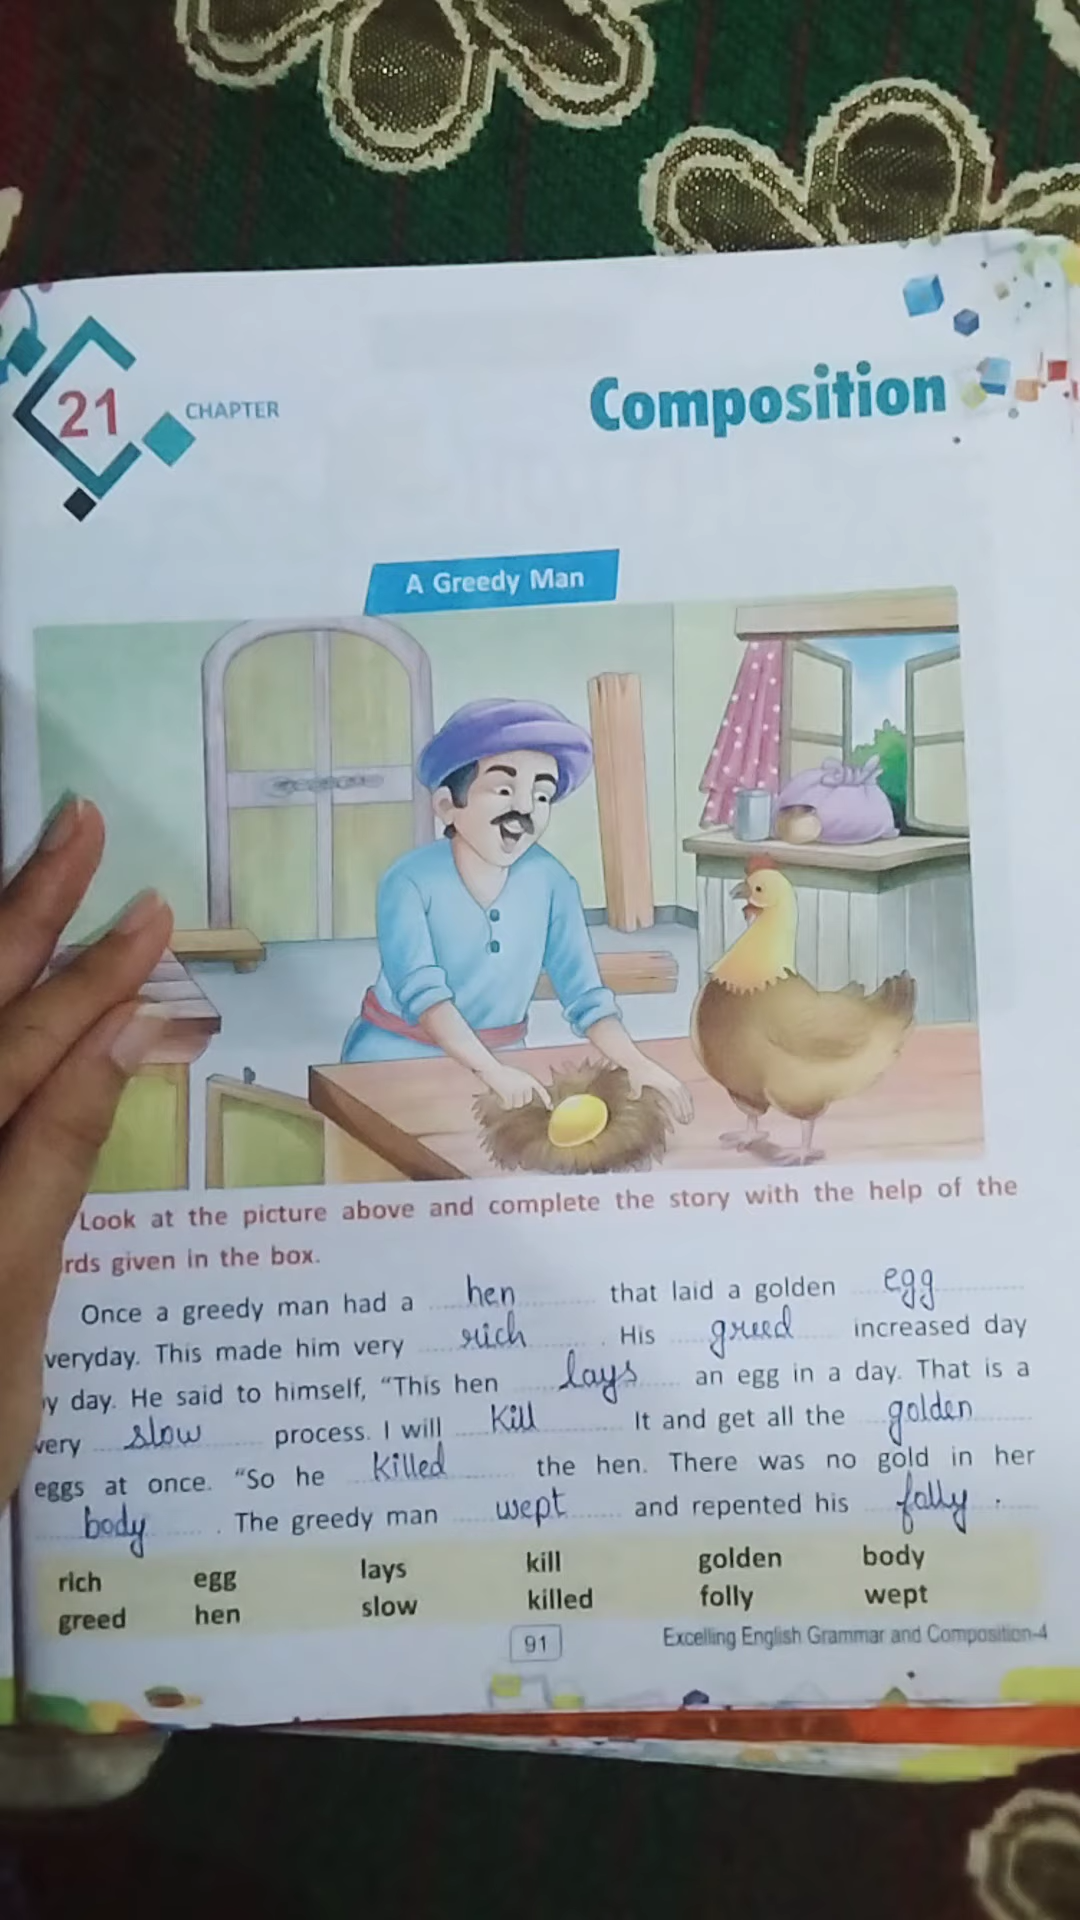 21
CHAPTER
Composition
A Greedy Man
Look at the picture above and complete the story with the help of the
rds given in the box.
Once a greedy man had a hen that laid a golden egg
veryday. This made him very rich . His greed increased day
y day. He said to himself, "This hen lays an egg in a day. That is a
very slow process. I will Kill It and get all the golden
eggs at once. "So he killed the hen. There was no gold in her
body . The greedy man wept and repented his folly .
rich egg lays kill golden body
greed hen slow killed folly wept
91
Excelling English Grammar and Composition-4